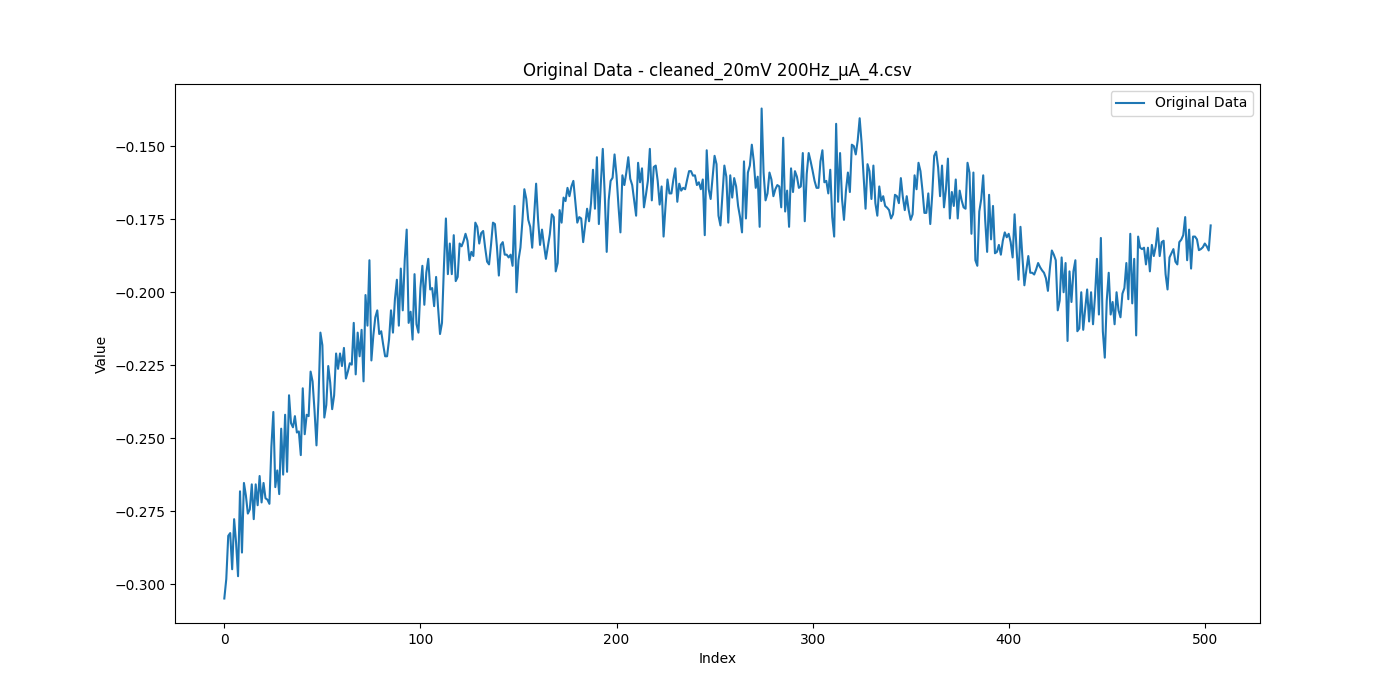 Original Data - cleaned_20mV 200Hz_μA_4.csv
Original Data
−0.150
−0.175
−0.200
−0.225
−0.250
−0.275
−0.300
Value
0 100 200 300 400 500
Index